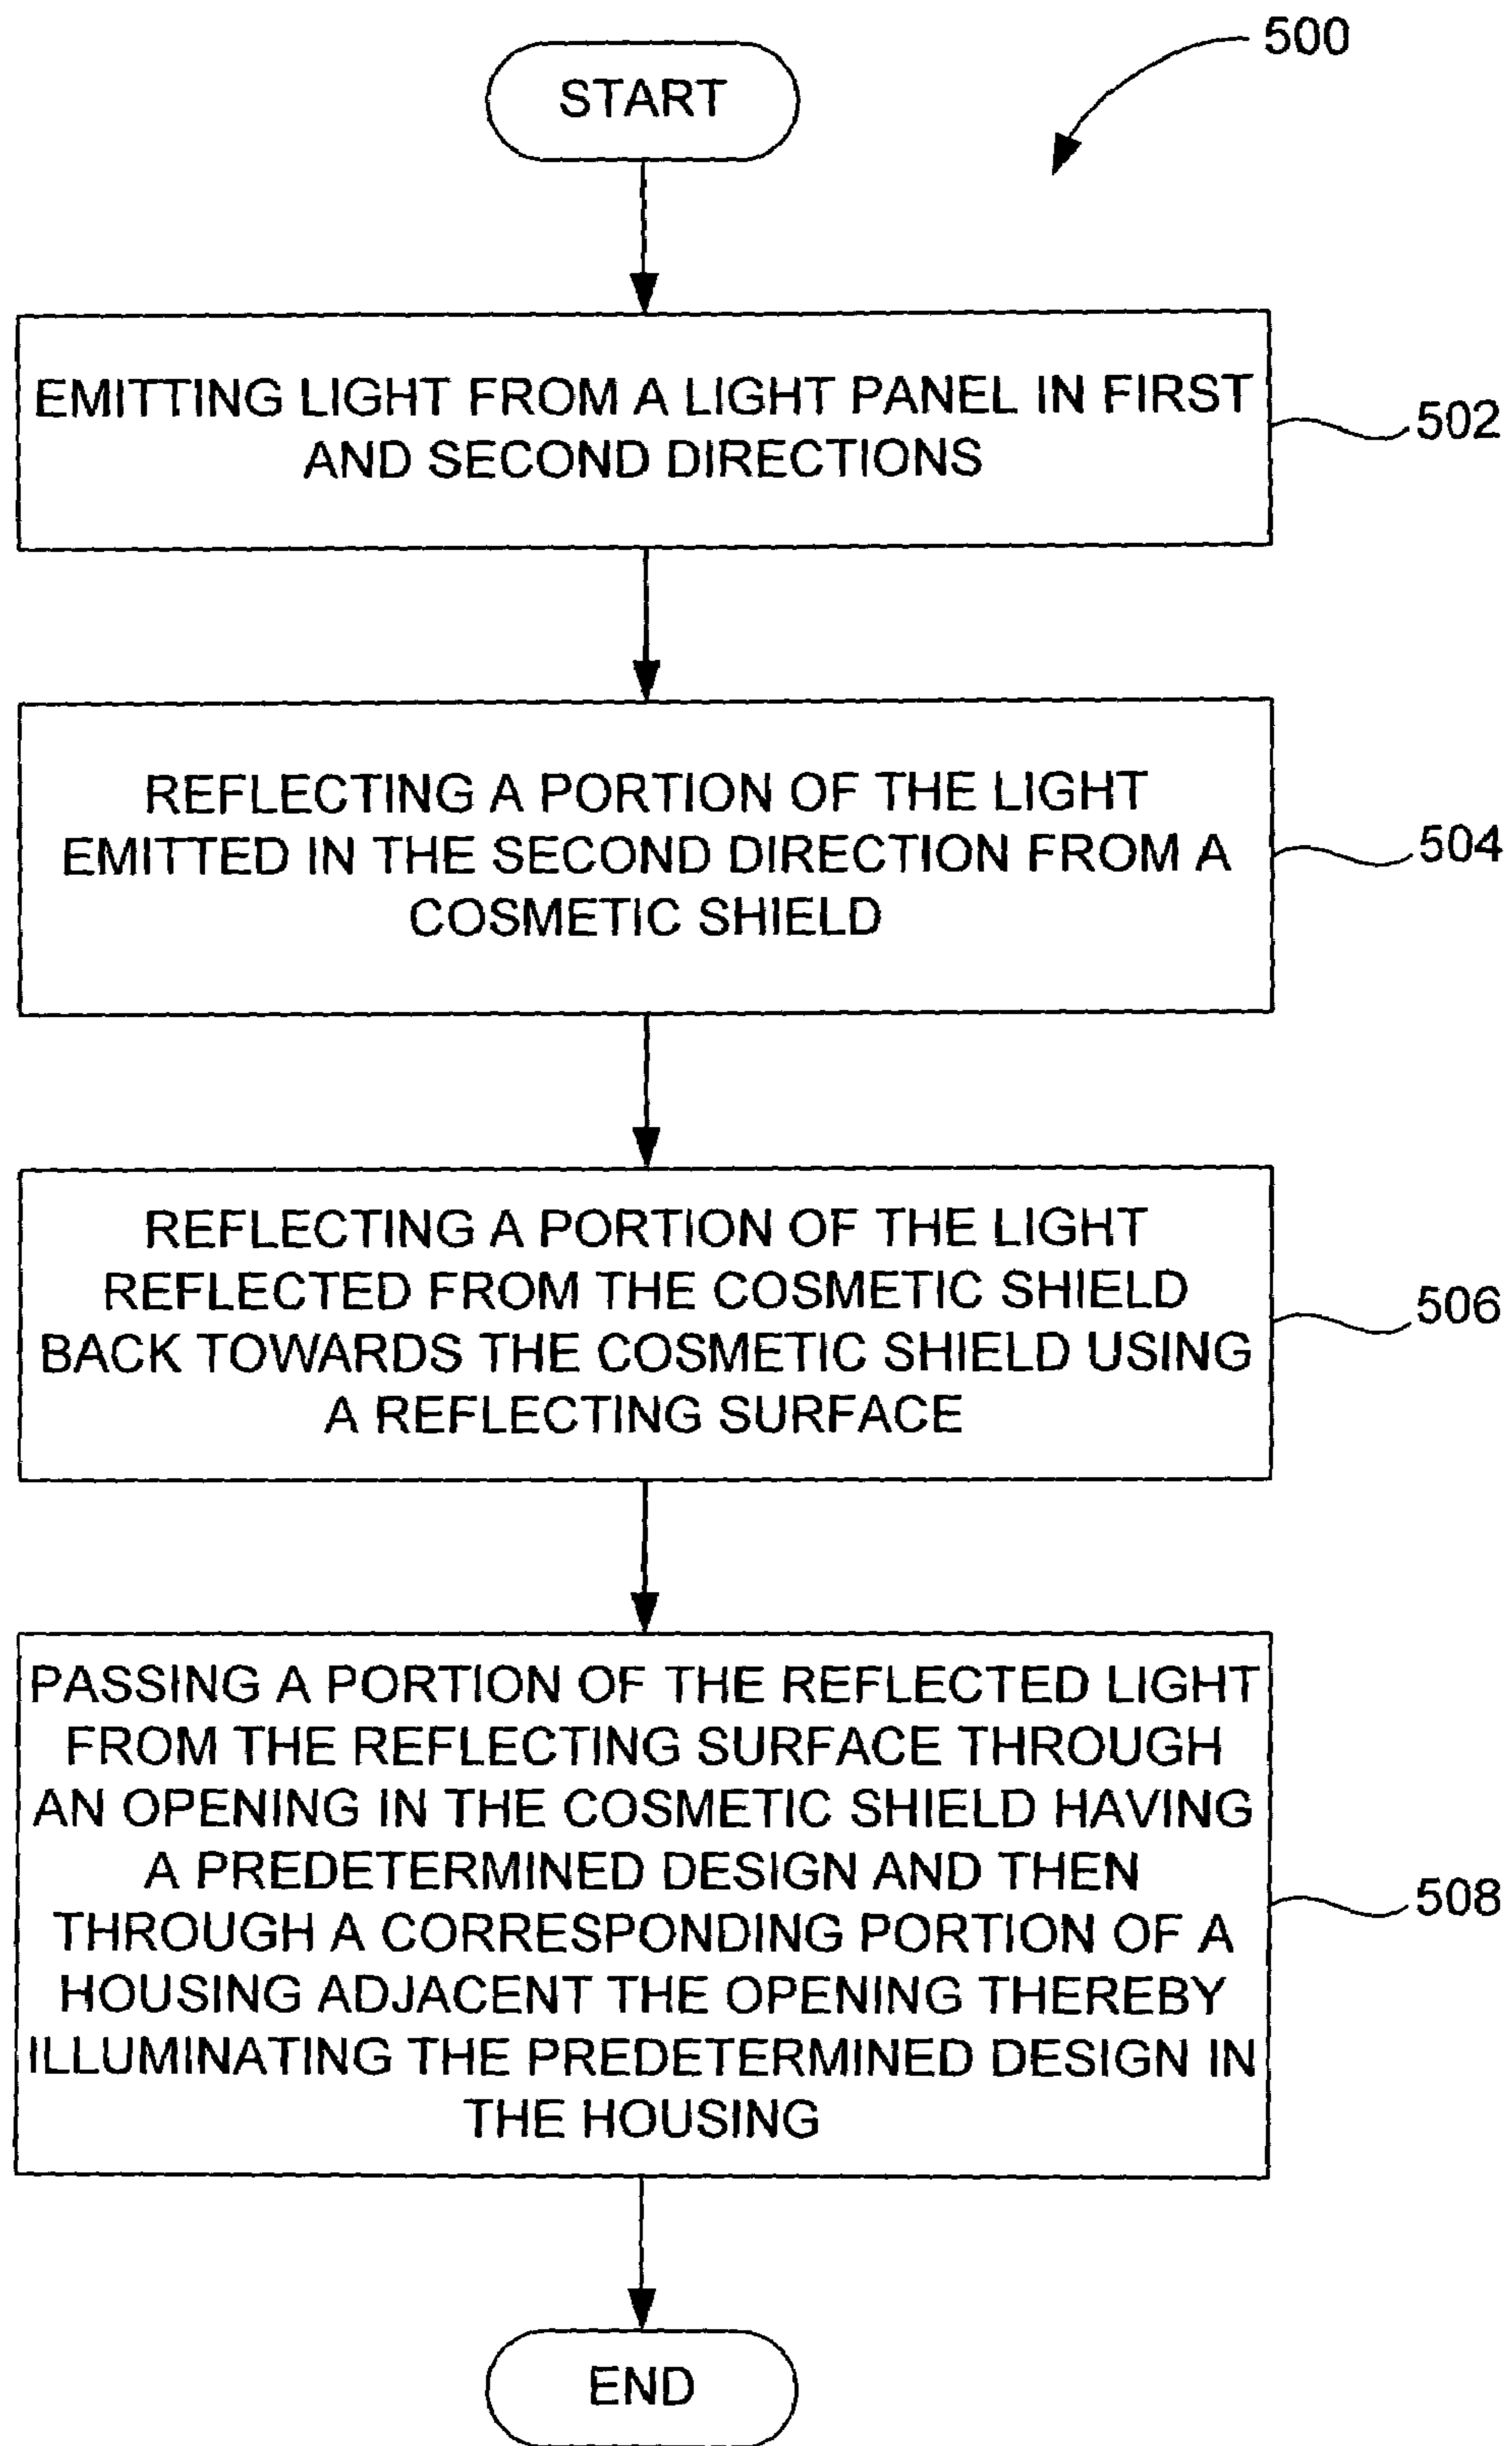 500
START
EMITTING LIGHT FROM A LIGHT PANEL IN FIRST
AND SECOND DIRECTIONS
502
REFLECTING A PORTION OF THE LIGHT
EMITTED IN THE SECOND DIRECTION FROM A
COSMETIC SHIELD
504
REFLECTING A PORTION OF THE LIGHT
REFLECTED FROM THE COSMETIC SHIELD
BACK TOWARDS THE COSMETIC SHIELD USING
A REFLECTING SURFACE
506
PASSING A PORTION OF THE REFLECTED LIGHT
FROM THE REFLECTING SURFACE THROUGH
AN OPENING IN THE COSMETIC SHIELD HAVING
A PREDETERMINED DESIGN AND THEN
THROUGH A CORRESPONDING PORTION OF A
HOUSING ADJACENT THE OPENING THEREBY
ILLUMINATING THE PREDETERMINED DESIGN IN
THE HOUSING
508
END